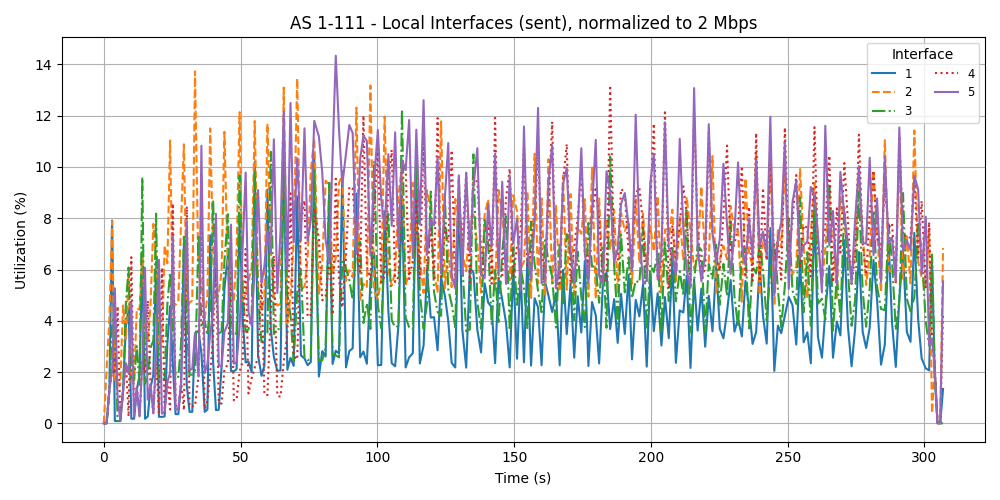 AS 1-111 - Local Interfaces (sent), normalized to 2 Mbps
Utilization (%)
14
12
10
8
6
4
2
0
0 50 100 150 200 250 300
Time (s)
Interface
1 4
2 5
3